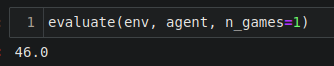 1 evaluate(env, agent, n_games=1)
46.0